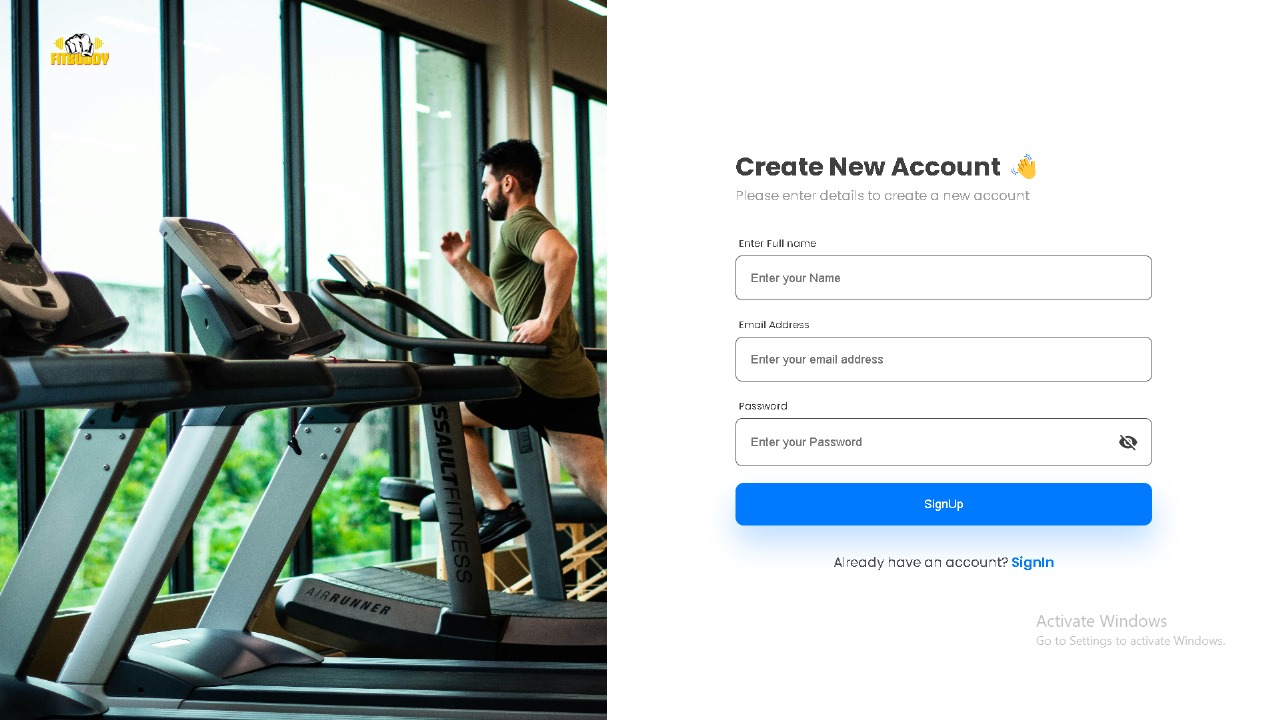 FITBUDDY
Create New Account 👋
Please enter details to create a new account
Enter Full name
Enter your Name
Email Address
Enter your email address
Password
Enter your Password
SignUp
Already have an account? SignIn
ASSAULTFITNESS
AIRRUNNER
Activate Windows
Go to Settings to activate Windows.